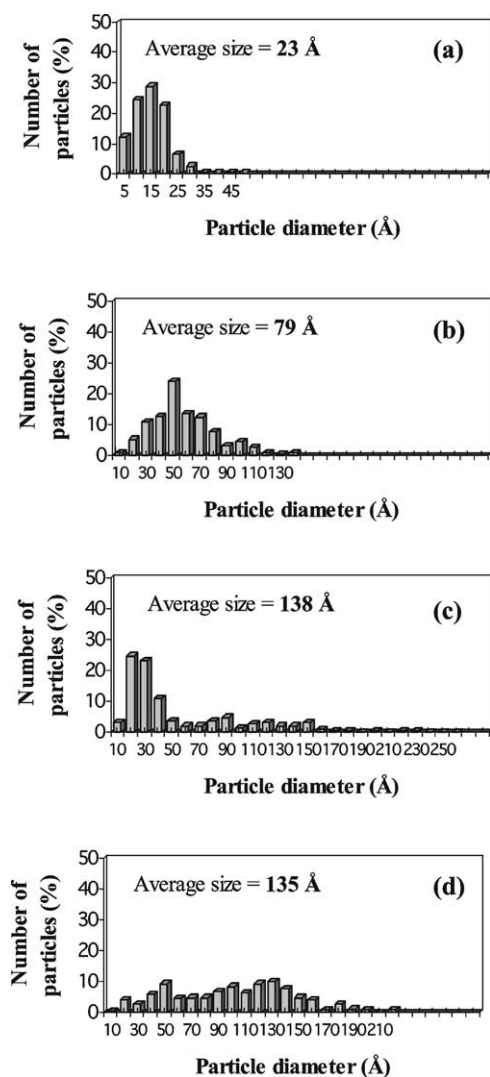 50
Average size = 23 Å
(a)
40
30
20
10
0
Number of
particles (%)
5 15 25 35 45
Particle diameter (Å)
50
Average size = 79 Å
(b)
40
30
20
10
0
Number of
particles (%)
10 30 50 70 90 110130
Particle diameter (Å)
50
Average size = 138 Å
(c)
40
30
20
10
0
Number of
particles (%)
10 30 50 70 90 110130150170190210230250
Particle diameter (Å)
50
Average size = 135 Å
(d)
40
30
20
10
0
Number of
particles (%)
10 30 50 70 90 110130150170190210
Particle diameter (Å)